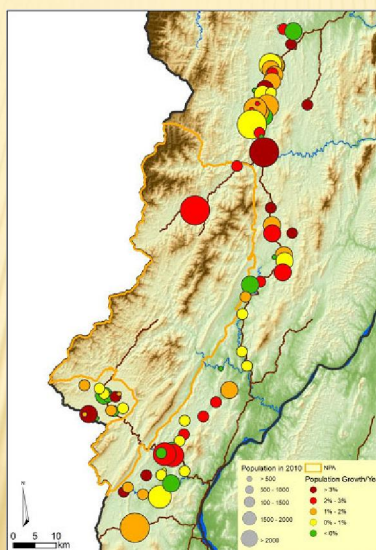 N
0 5 10
km
Population in 2010
> 500
500 - 1000
100 - 1500
1500 - 2000
> 2000
NPA
Population Growth/Ye
> 3%
2% - 3%
1% - 2%
0% - 1%
< 0%